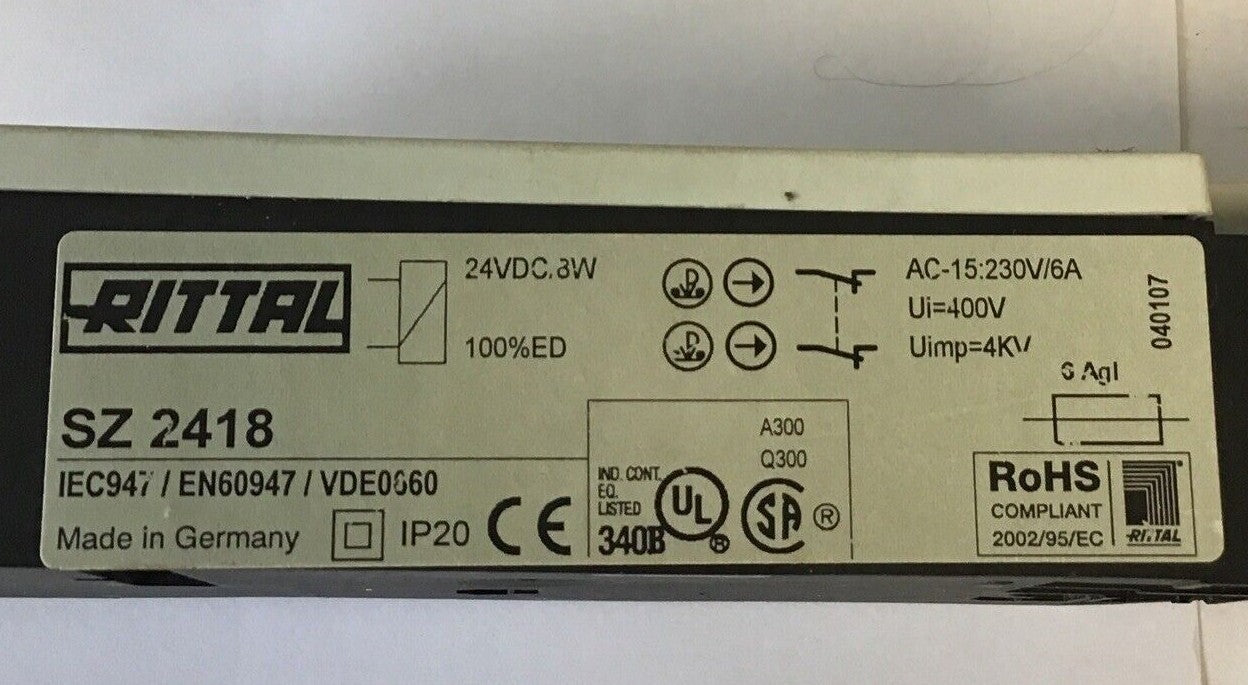 RITTAL
24VDC, 8W
100%ED
AC-15:230V/6A
Ui=400V
Uimp=4KV
040107
6 AgI
SZ 2418
IEC947 / EN60947 / VDE0660
Made in Germany
IP20
CE
A300
Q300
IND. CONT.
EQ.
LISTED
340B
UL
®
SA
®
RoHS
COMPLIANT
2002/95/EC
RITTAL